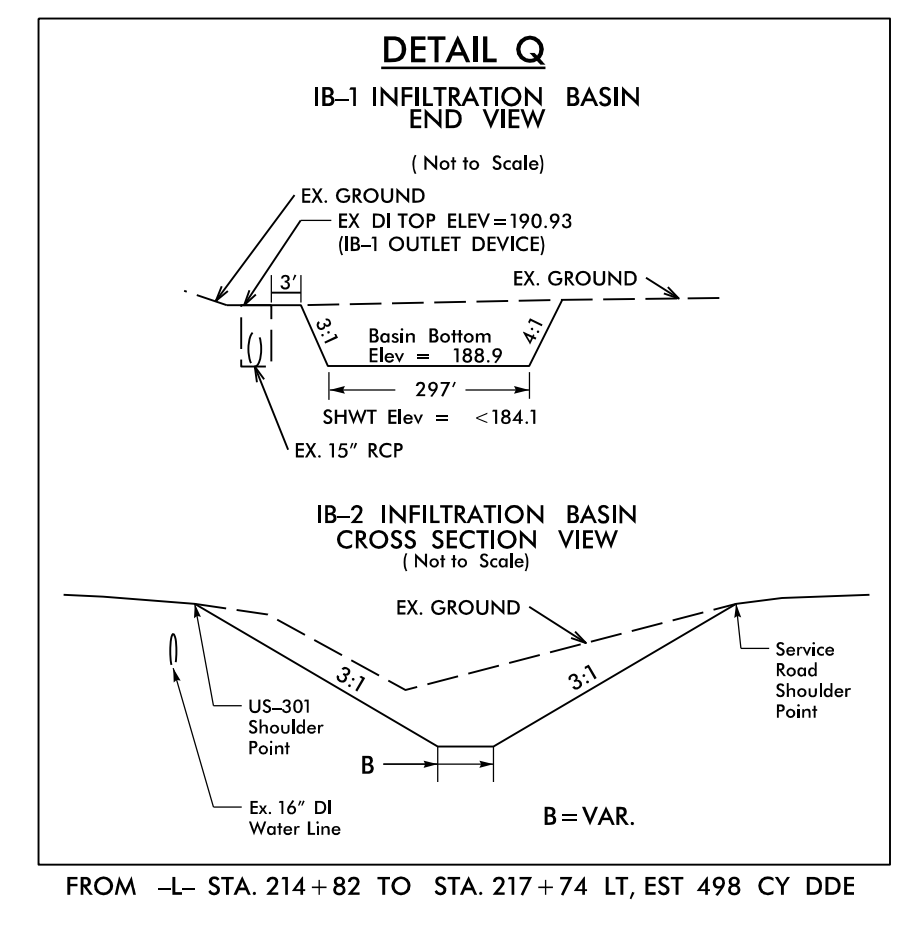 DETAIL Q
IB-1 INFILTRATION BASIN
END VIEW
(Not to Scale)
EX. GROUND
EX DI TOP ELEV=190.93
(IB-1 OUTLET DEVICE)
EX. GROUND
3'
3:1
Basin Bottom
Elev = 188.9
4:1
297'
SHWT Elev = <184.1
EX. 15" RCP
IB-2 INFILTRATION BASIN
CROSS SECTION VIEW
(Not to Scale)
EX. GROUND
3:1
3:1
Service
Road
Shoulder
Point
US-301
Shoulder
Point
B
Ex. 16" DI
Water Line
B=VAR.
FROM -L- STA. 214+82 TO STA. 217+74 LT, EST 498 CY DDE